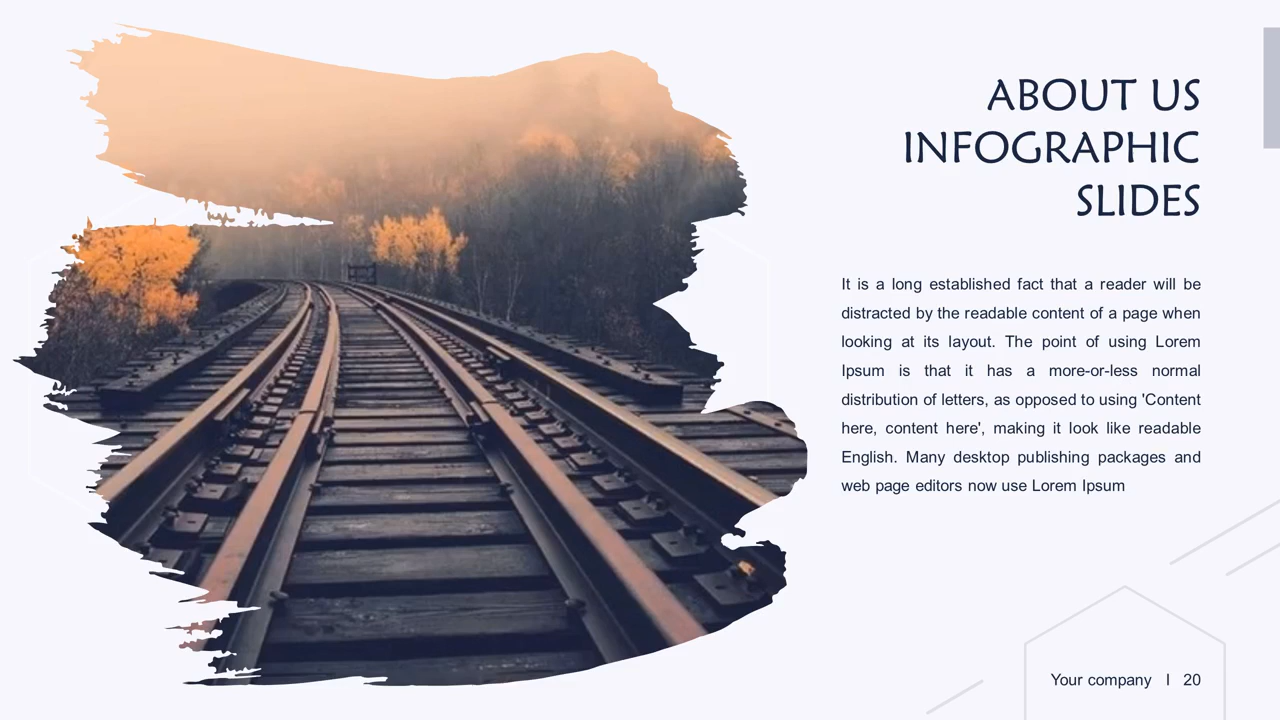 ABOUT US
INFOGRAPHIC
SLIDES
It is a long established fact that a reader will be
distracted by the readable content of a page when
looking at its layout. The point of using Lorem
Ipsum is that it has a more-or-less normal
distribution of letters, as opposed to using 'Content
here, content here', making it look like readable
English. Many desktop publishing packages and
web page editors now use Lorem Ipsum
Your company I 20